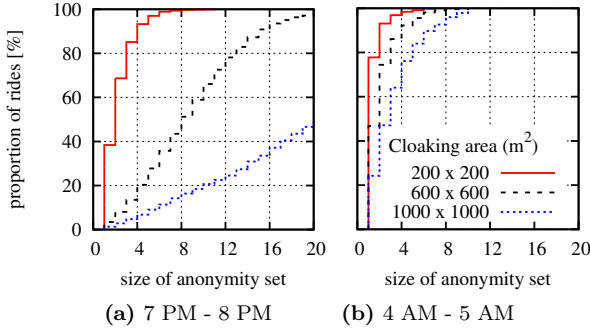 proportion of rides [%]
100
80
60
40
20
0
0 4 8 12 16 20
size of anonymity set
(a) 7 PM - 8 PM
Cloaking area (m²)
200 x 200
600 x 600
1000 x 1000
0 4 8 12 16 20
size of anonymity set
(b) 4 AM - 5 AM